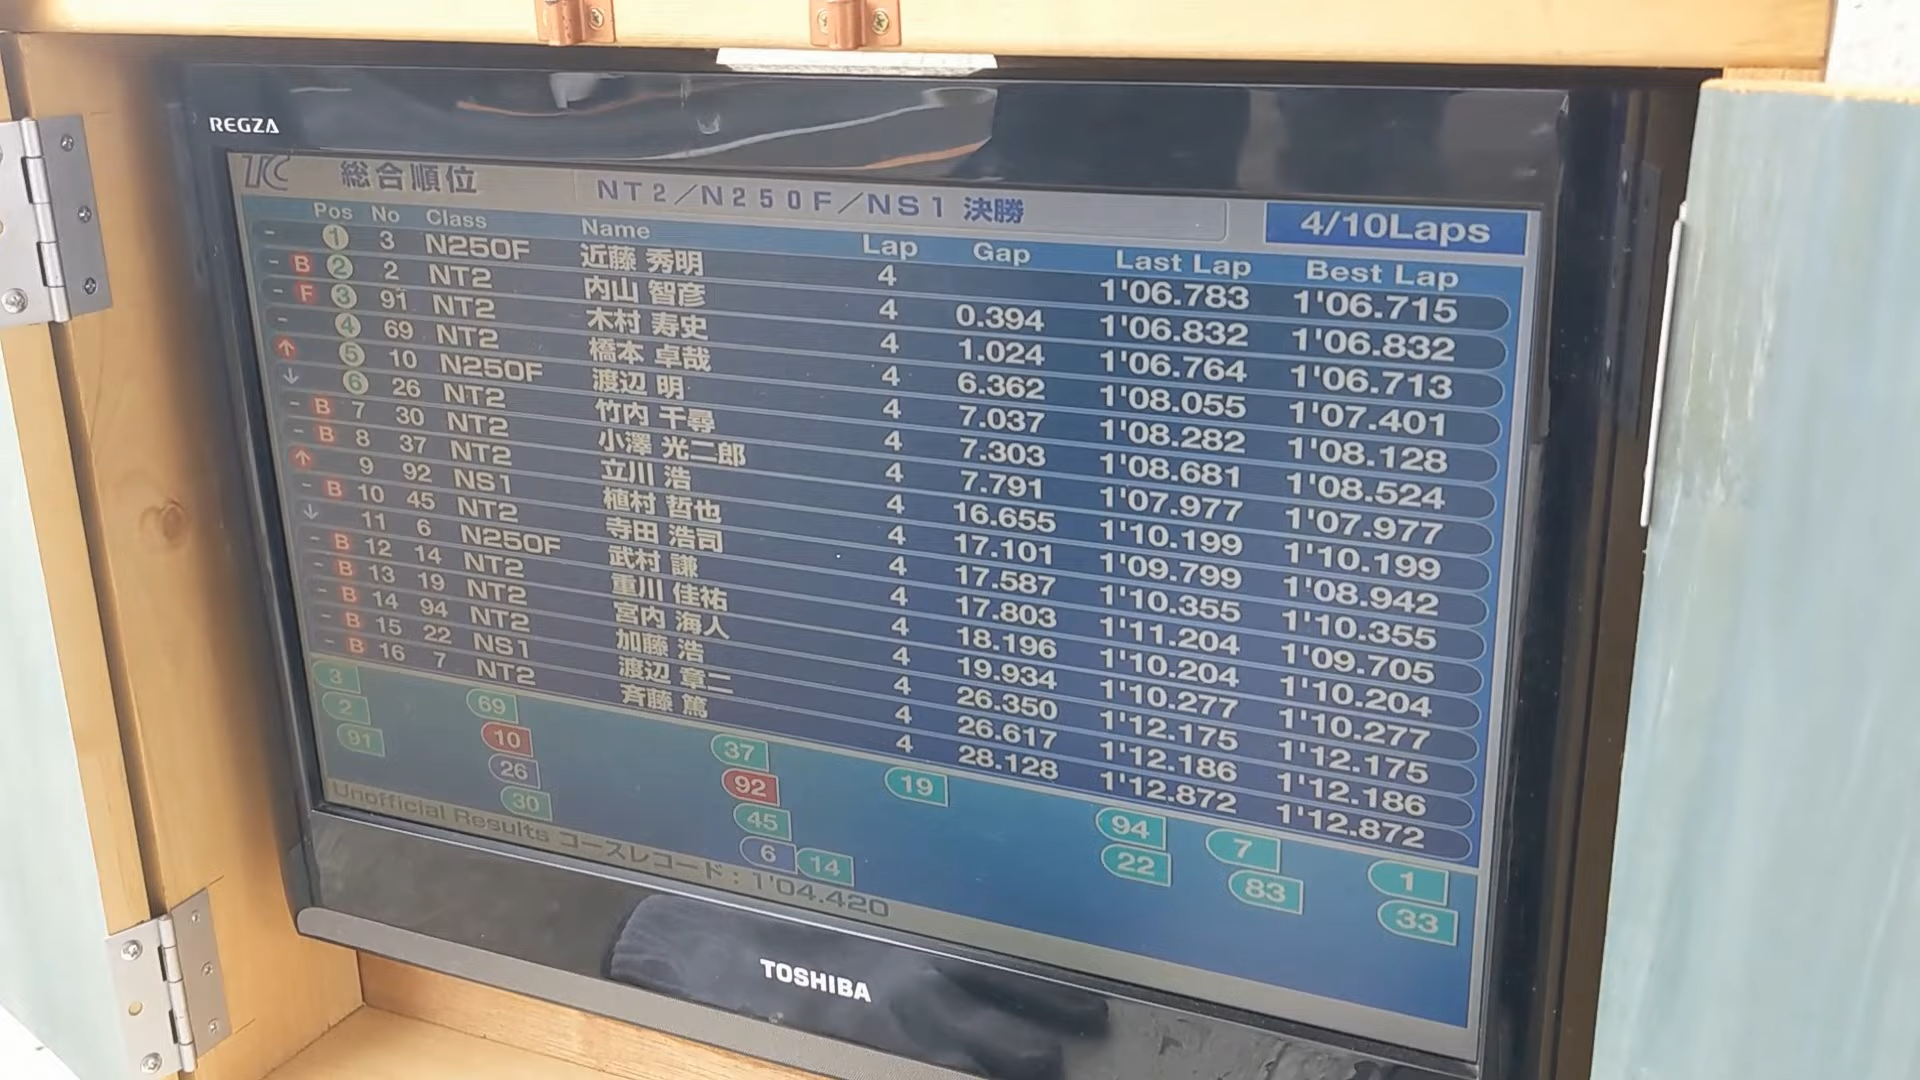 REGZA
TC 総合順位 NT2/N250F/NS1 決勝 4/10Laps
Pos No Class Name Lap Gap Last Lap Best Lap
- 1 3 N250F 近藤 秀明 4 1'06.783 1'06.715
- B 2 2 NT2 内山 智彦 4 0.394 1'06.832 1'06.832
- F 3 91 NT2 木村 寿史 4 1.024 1'06.764 1'06.713
- 4 69 NT2 橋本 卓哉 4 6.362 1'08.055 1'07.401
↑ 5 10 N250F 渡辺 明 4 7.037 1'08.282 1'08.128
↓ 6 26 NT2 竹内 千尋 4 7.303 1'08.681 1'08.524
- B 7 30 NT2 小澤 光二郎 4 7.791 1'07.977 1'07.977
- B 8 37 NT2 立川 浩 4 16.655 1'10.199 1'10.199
↑ 9 92 NS1 植村 哲也 4 17.101 1'09.799 1'08.942
- B 10 45 NT2 寺田 浩司 4 17.587 1'10.355 1'10.355
↓ 11 6 N250F 武村 謙 4 17.803 1'11.204 1'09.705
- B 12 14 NT2 重川 佳祐 4 18.196 1'10.204 1'10.204
- B 13 19 NT2 宮内 海人 4 19.934 1'10.277 1'10.277
- B 14 94 NT2 加藤 浩 4 26.350 1'12.175 1'12.175
- B 15 22 NS1 渡辺 章二 4 26.617 1'12.186 1'12.186
- B 16 7 NT2 斉藤 篤 4 28.128 1'12.872 1'12.872
3 69 37 19 94 7 1
2 10 92 22 83 33
91 26 45
30 6 14
Unofficial Results コースレコード : 1'04.420
TOSHIBA